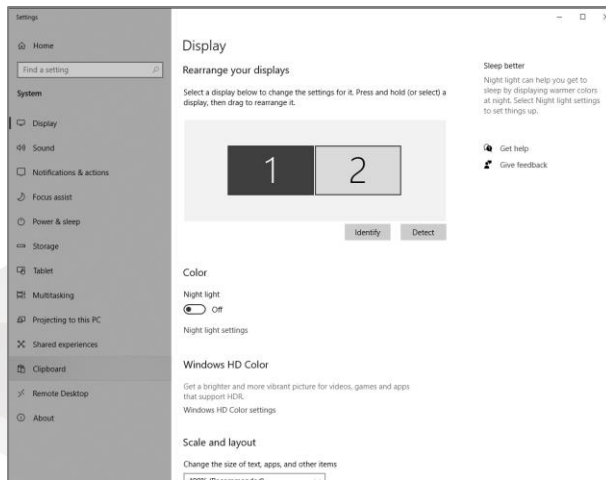 Settings
Home
Find a setting
System
Display
Sound
Notifications & actions
Focus assist
Power & sleep
Storage
Tablet
Multitasking
Projecting to this PC
Shared experiences
Clipboard
Remote Desktop
About
Display
Rearrange your displays
Select a display below to change the settings for it. Press and hold (or select) a
display, then drag to rearrange it.
1 2
Identify Detect
Color
Night light
Off
Night light settings
Windows HD Color
Get a brighter and more vibrant picture for videos, games and apps
that support HDR.
Windows HD Color settings
Scale and layout
Change the size of text, apps, and other items
100% (Recommended)
Sleep better
Night light can help you get to
sleep by displaying warmer colors
at night. Select Night light settings
to set things up.
Get help
Give feedback